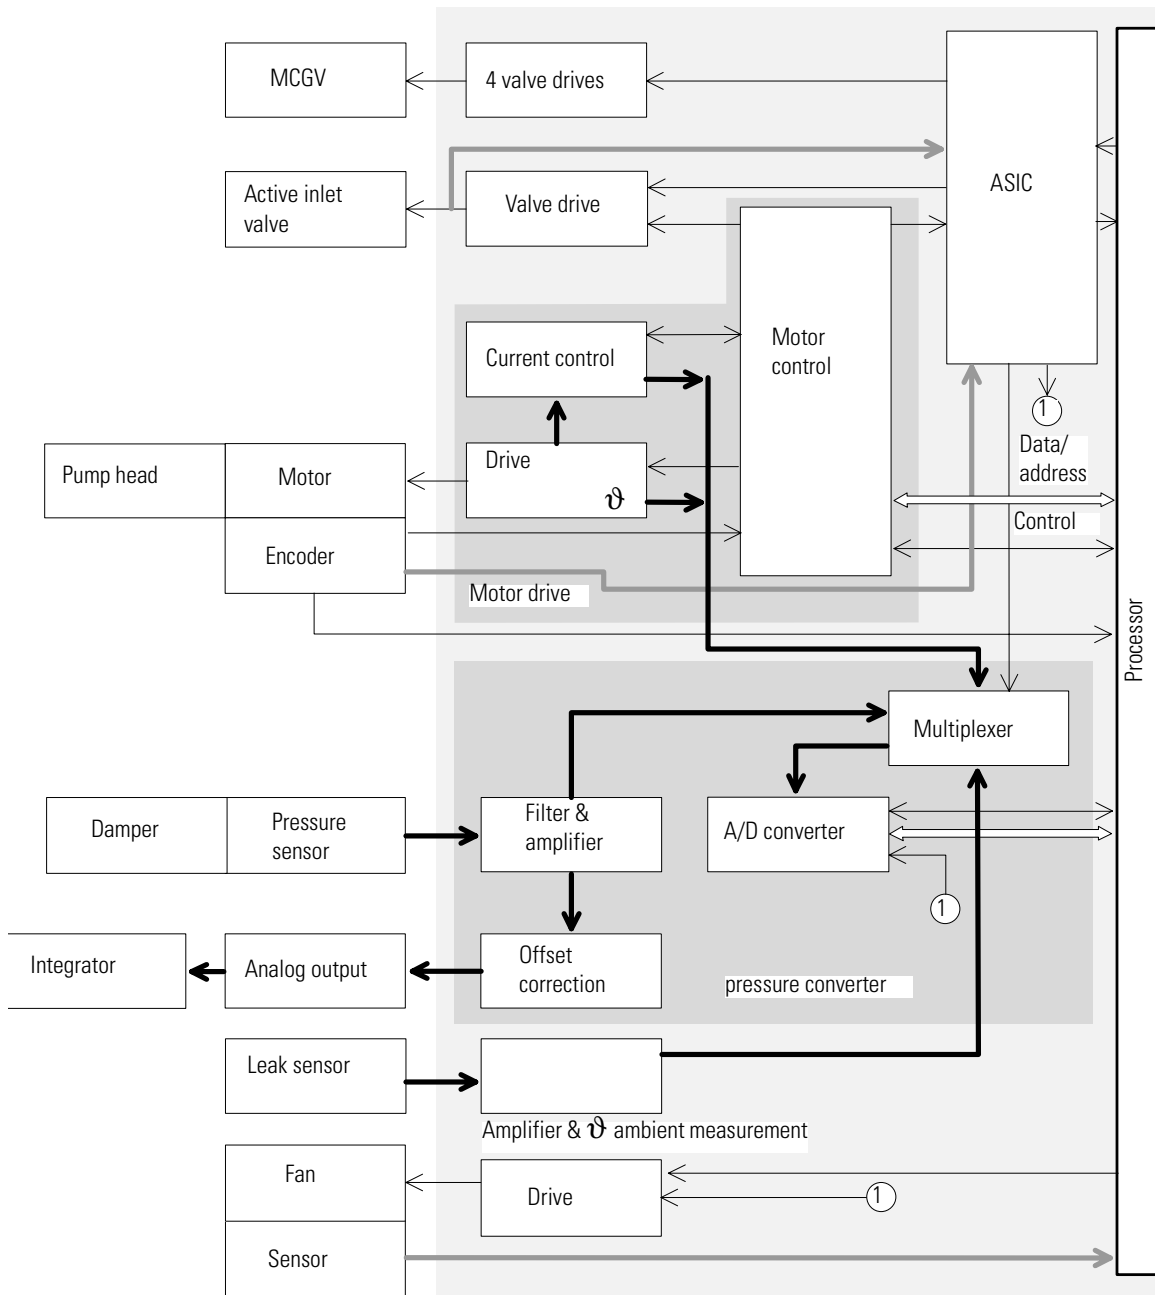 MCGV
4 valve drives
ASIC
Active inlet
valve
Valve drive
Motor
control
Current control
1
Data/
address
Pump head
Motor
Drive
ϑ
Control
Encoder
Motor drive
Processor
Multiplexer
Damper
Pressure
sensor
Filter &
amplifier
A/D converter
1
Integrator
Analog output
Offset
correction
pressure converter
Leak sensor
Amplifier & ϑ ambient measurement
Fan
Drive
1
Sensor